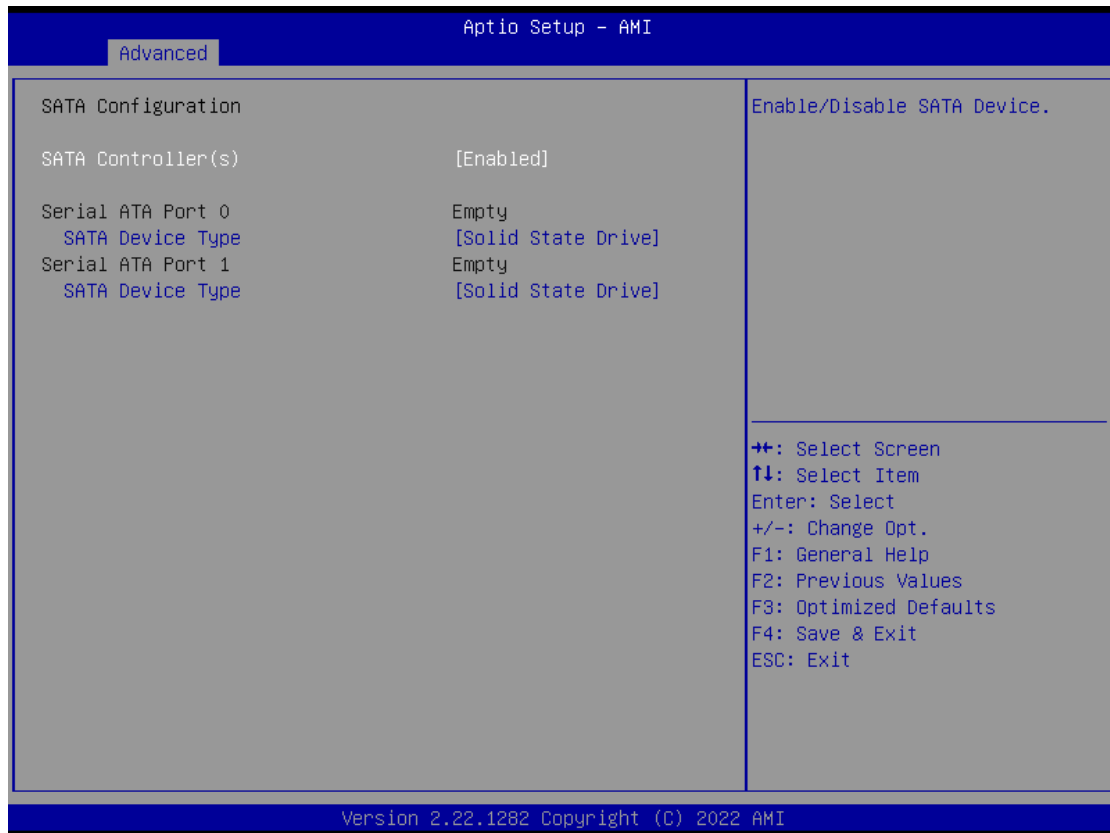 Aptio Setup – AMI
Advanced
SATA Configuration
SATA Controller(s) [Enabled]
Serial ATA Port 0 Empty
SATA Device Type [Solid State Drive]
Serial ATA Port 1 Empty
SATA Device Type [Solid State Drive]
Enable/Disable SATA Device.
→←: Select Screen
↑↓: Select Item
Enter: Select
+/-: Change Opt.
F1: General Help
F2: Previous Values
F3: Optimized Defaults
F4: Save & Exit
ESC: Exit
Version 2.22.1282 Copyright (C) 2022 AMI